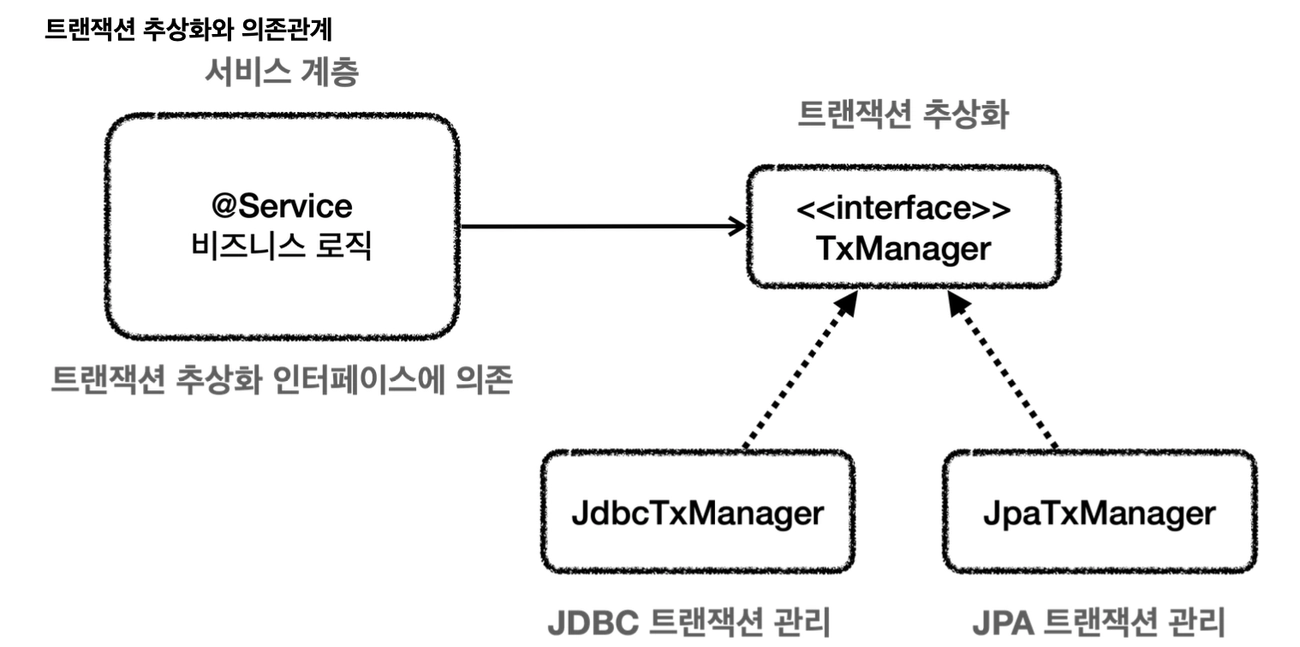 트랜잭션 추상화와 의존관계
서비스 계층
트랜잭션 추상화
@Service
비즈니스 로직
<<interface>>
TxManager
트랜잭션 추상화 인터페이스에 의존
JdbcTxManager
JpaTxManager
JDBC 트랜잭션 관리
JPA 트랜잭션 관리